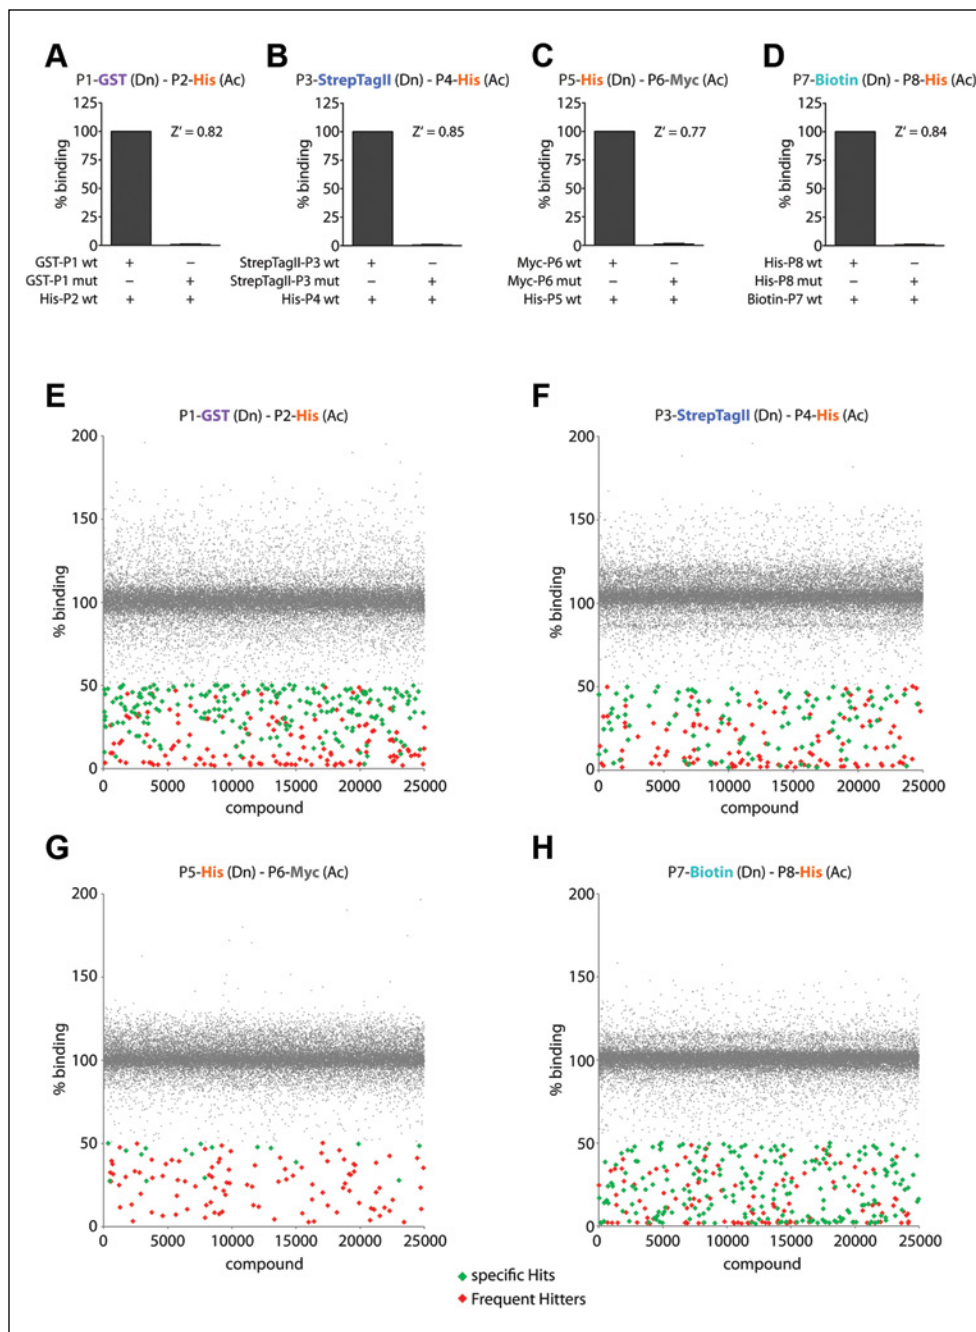 A
B
C
D
P1-GST (Dn) - P2-His (Ac)
P3-StrepTagII (Dn) - P4-His (Ac)
P5-His (Dn) - P6-Myc (Ac)
P7-Biotin (Dn) - P8-His (Ac)
% binding
125
100
75
50
25
0
Z' = 0.82
GST-P1 wt + –
GST-P1 mut – +
His-P2 wt + +
% binding
125
100
75
50
25
0
Z' = 0.85
StrepTagII-P3 wt + –
StrepTagII-P3 mut – +
His-P4 wt + +
% binding
125
100
75
50
25
0
Z' = 0.77
Myc-P6 wt + –
Myc-P6 mut – +
His-P5 wt + +
% binding
125
100
75
50
25
0
Z' = 0.84
His-P8 wt + –
His-P8 mut – +
Biotin-P7 wt + +
E
P1-GST (Dn) - P2-His (Ac)
% binding
200
150
100
50
0
0 5000 10000 15000 20000 25000
compound
F
P3-StrepTagII (Dn) - P4-His (Ac)
% binding
200
150
100
50
0
0 5000 10000 15000 20000 25000
compound
G
P5-His (Dn) - P6-Myc (Ac)
% binding
200
150
100
50
0
0 5000 10000 15000 20000 25000
compound
H
P7-Biotin (Dn) - P8-His (Ac)
% binding
200
150
100
50
0
0 5000 10000 15000 20000 25000
compound
specific Hits
Frequent Hitters